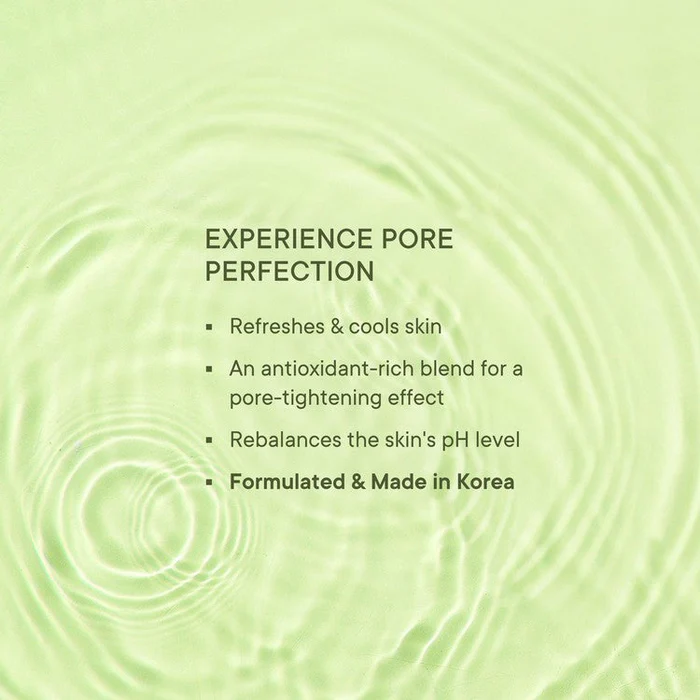 EXPERIENCE PORE
PERFECTION
▪ Refreshes & cools skin
▪ An antioxidant-rich blend for a
pore-tightening effect
▪ Rebalances the skin's pH level
▪ Formulated & Made in Korea